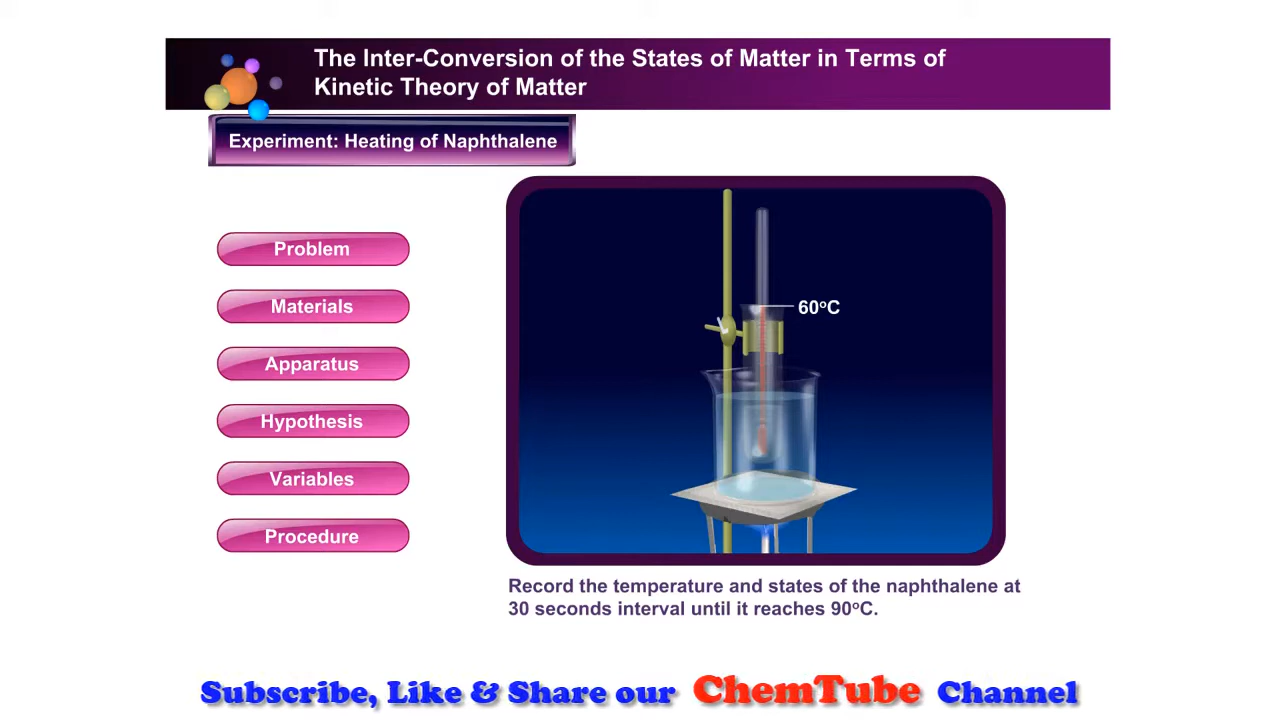 The Inter-Conversion of the States of Matter in Terms of
Kinetic Theory of Matter
Experiment: Heating of Naphthalene
Problem
Materials
Apparatus
Hypothesis
Variables
Procedure
60°C
Record the temperature and states of the naphthalene at
30 seconds interval until it reaches 90°C.
Subscribe, Like & Share our ChemTube Channel